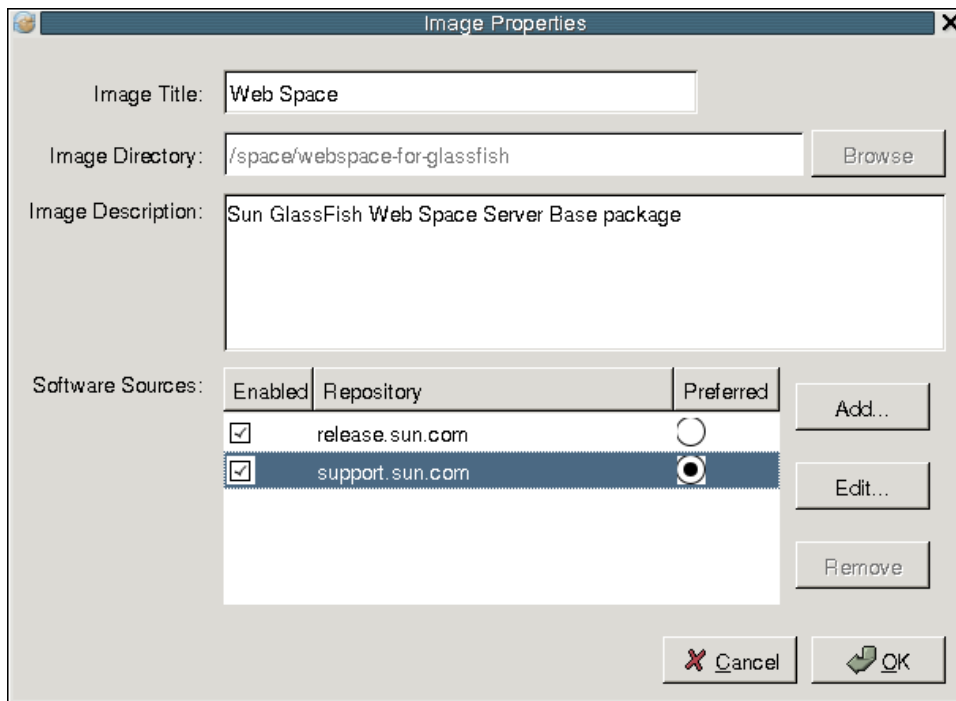 Image Properties
Image Title: Web Space
Image Directory: /space/webspace-for-glassfish Browse
Image Description: Sun GlassFish Web Space Server Base package
Software Sources: Enabled Repository Preferred
Add...
release.sun.com
support.sun.com
Edit...
Remove
Cancel OK